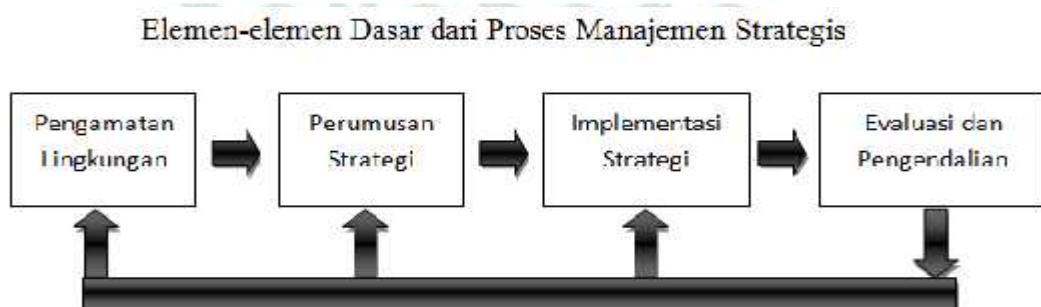 Elemen-elemen Dasar dari Proses Manajemen Strategis
Pengamatan
Lingkungan
Perumusan
Strategi
Implementasi
Strategi
Evaluasi dan
Pengendalian